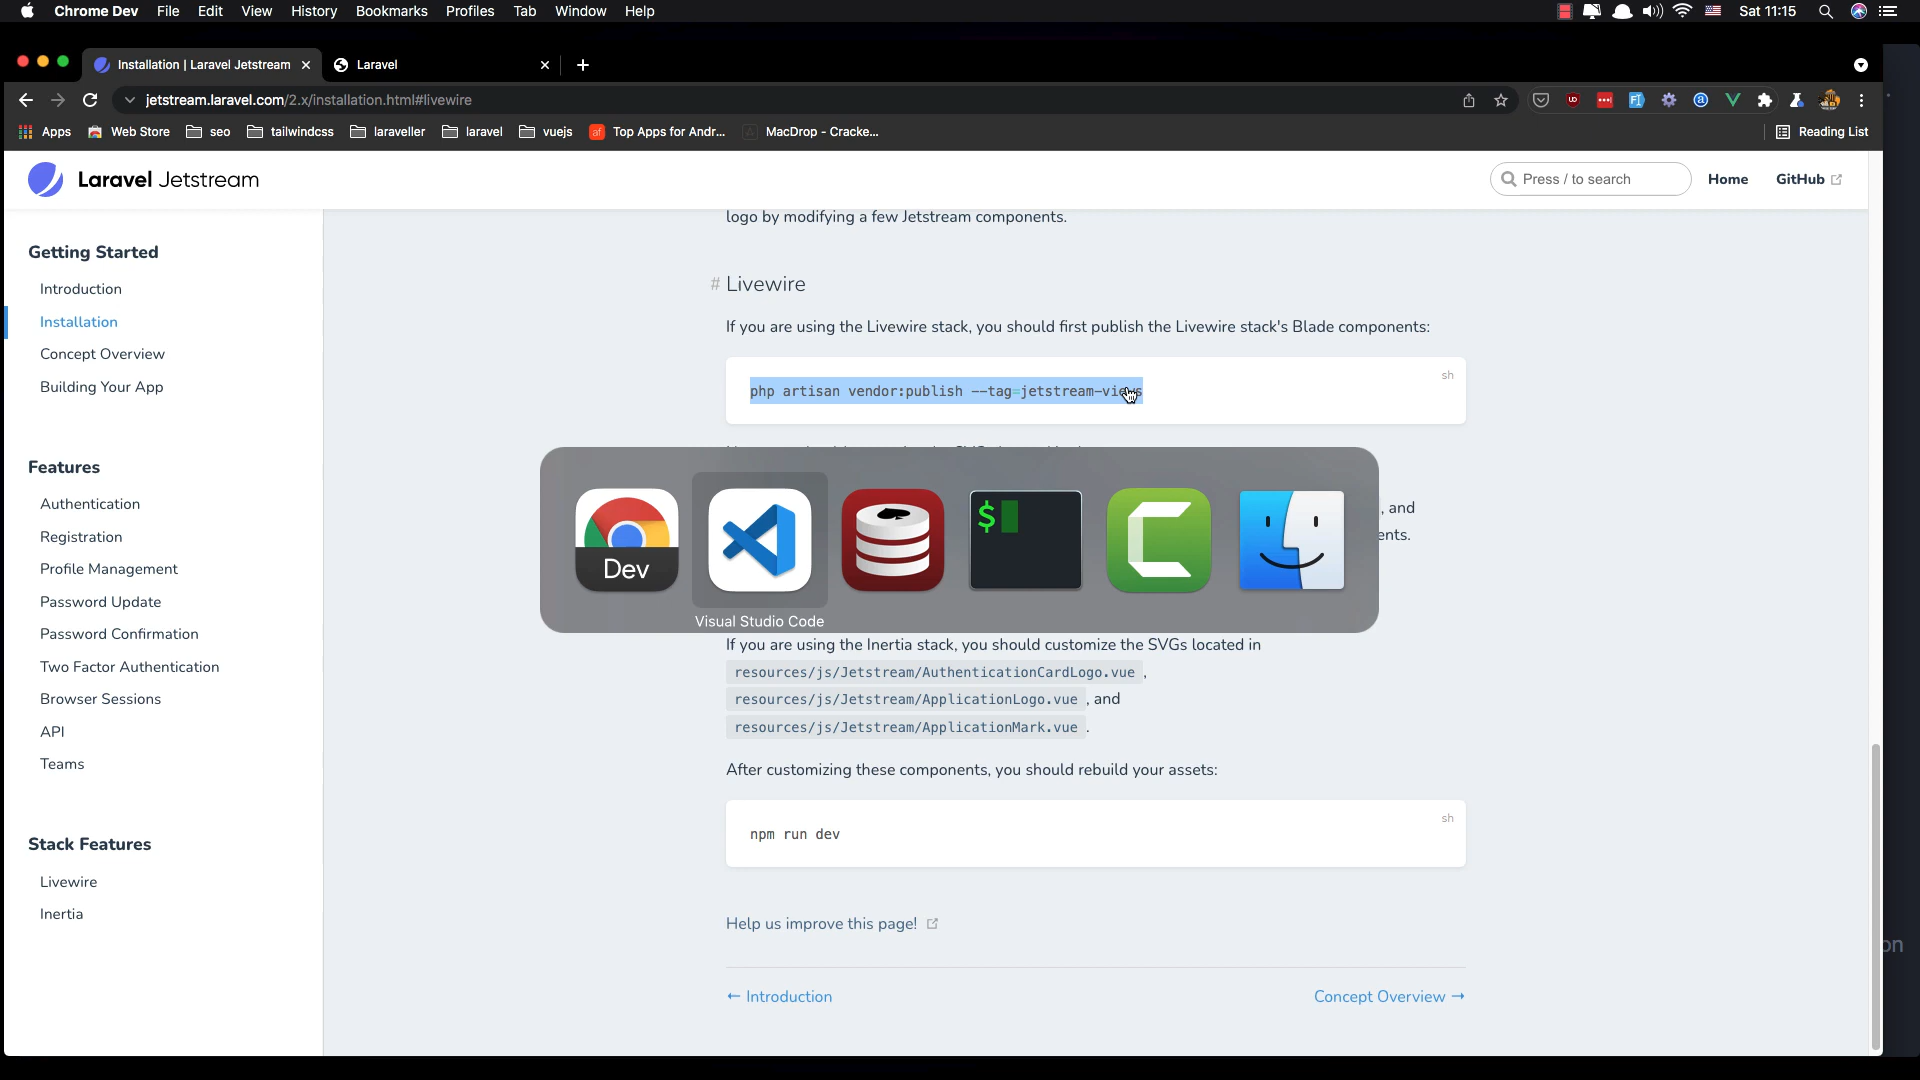 Chrome Dev File Edit View History Bookmarks Profiles Tab Window Help
Sat 11:15
Installation | Laravel Jetstream
Laravel
jetstream.laravel.com/2.x/installation.html#livewire
Apps
Web Store
seo
tailwindcss
laraveller
laravel
vuejs
Top Apps for Andr...
MacDrop - Cracke...
Reading List
Laravel Jetstream
Press / to search
Home
GitHub
Getting Started
Introduction
Installation
Concept Overview
Building Your App
Features
Authentication
Registration
Profile Management
Password Update
Password Confirmation
Two Factor Authentication
Browser Sessions
API
Teams
Stack Features
Livewire
Inertia
logo by modifying a few Jetstream components.
# Livewire
If you are using the Livewire stack, you should first publish the Livewire stack's Blade components:
sh
php artisan vendor:publish --tag=jetstream-views
, and
ents.
Dev
$
Visual Studio Code
If you are using the Inertia stack, you should customize the SVGs located in
resources/js/Jetstream/AuthenticationCardLogo.vue ,
resources/js/Jetstream/ApplicationLogo.vue , and
resources/js/Jetstream/ApplicationMark.vue .
After customizing these components, you should rebuild your assets:
sh
npm run dev
Help us improve this page!
← Introduction
Concept Overview →
on